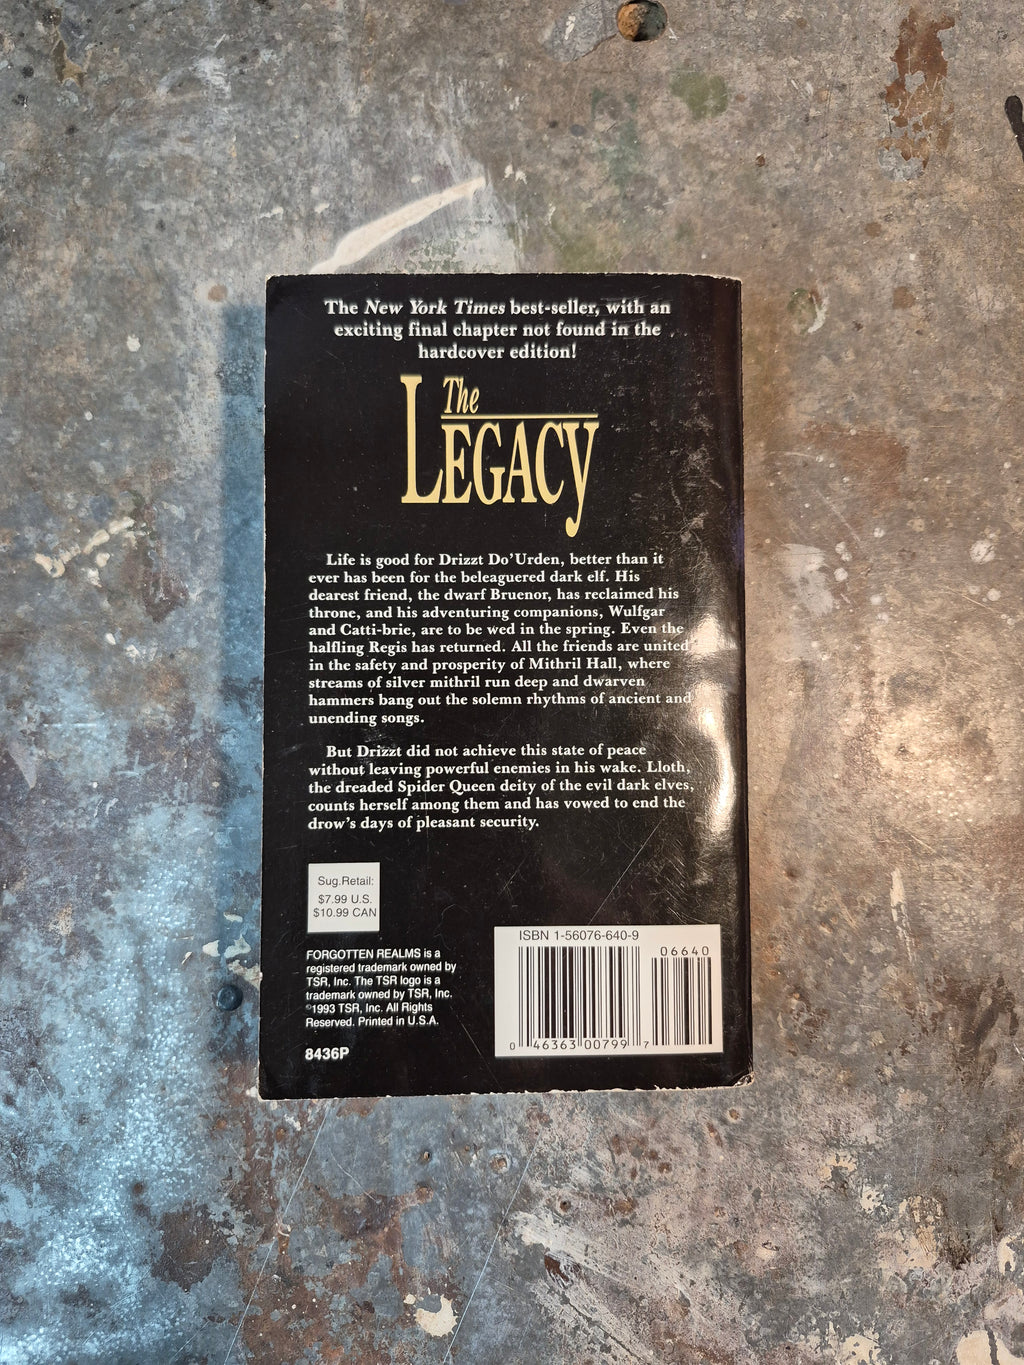 The New York Times best-seller, with an
exciting final chapter not found in the
hardcover edition!
The
LEGACY
Life is good for Drizzt Do'Urden, better than it
ever has been for the beleaguered dark elf. His
dearest friend, the dwarf Bruenor, has reclaimed his
throne, and his adventuring companions, Wulfgar
and Catti-brie, are to be wed in the spring. Even the
halfling Regis has returned. All the friends are united
in the safety and prosperity of Mithril Hall, where
streams of silver mithril run deep and dwarven
hammers bang out the solemn rhythms of ancient and
unending songs.
But Drizzt did not achieve this state of peace
without leaving powerful enemies in his wake. Lloth,
the dreaded Spider Queen deity of the evil dark elves,
counts herself among them and has vowed to end the
drow's days of pleasant security.
Sug.Retail:
$7.99 U.S.
$10.99 CAN
FORGOTTEN REALMS is a
registered trademark owned by
TSR, Inc. The TSR logo is a
trademark owned by TSR, Inc.
©1993 TSR, Inc. All Rights
Reserved. Printed in U.S.A.
8436P
ISBN 1-56076-640-9
06640
0 46363 00799 7